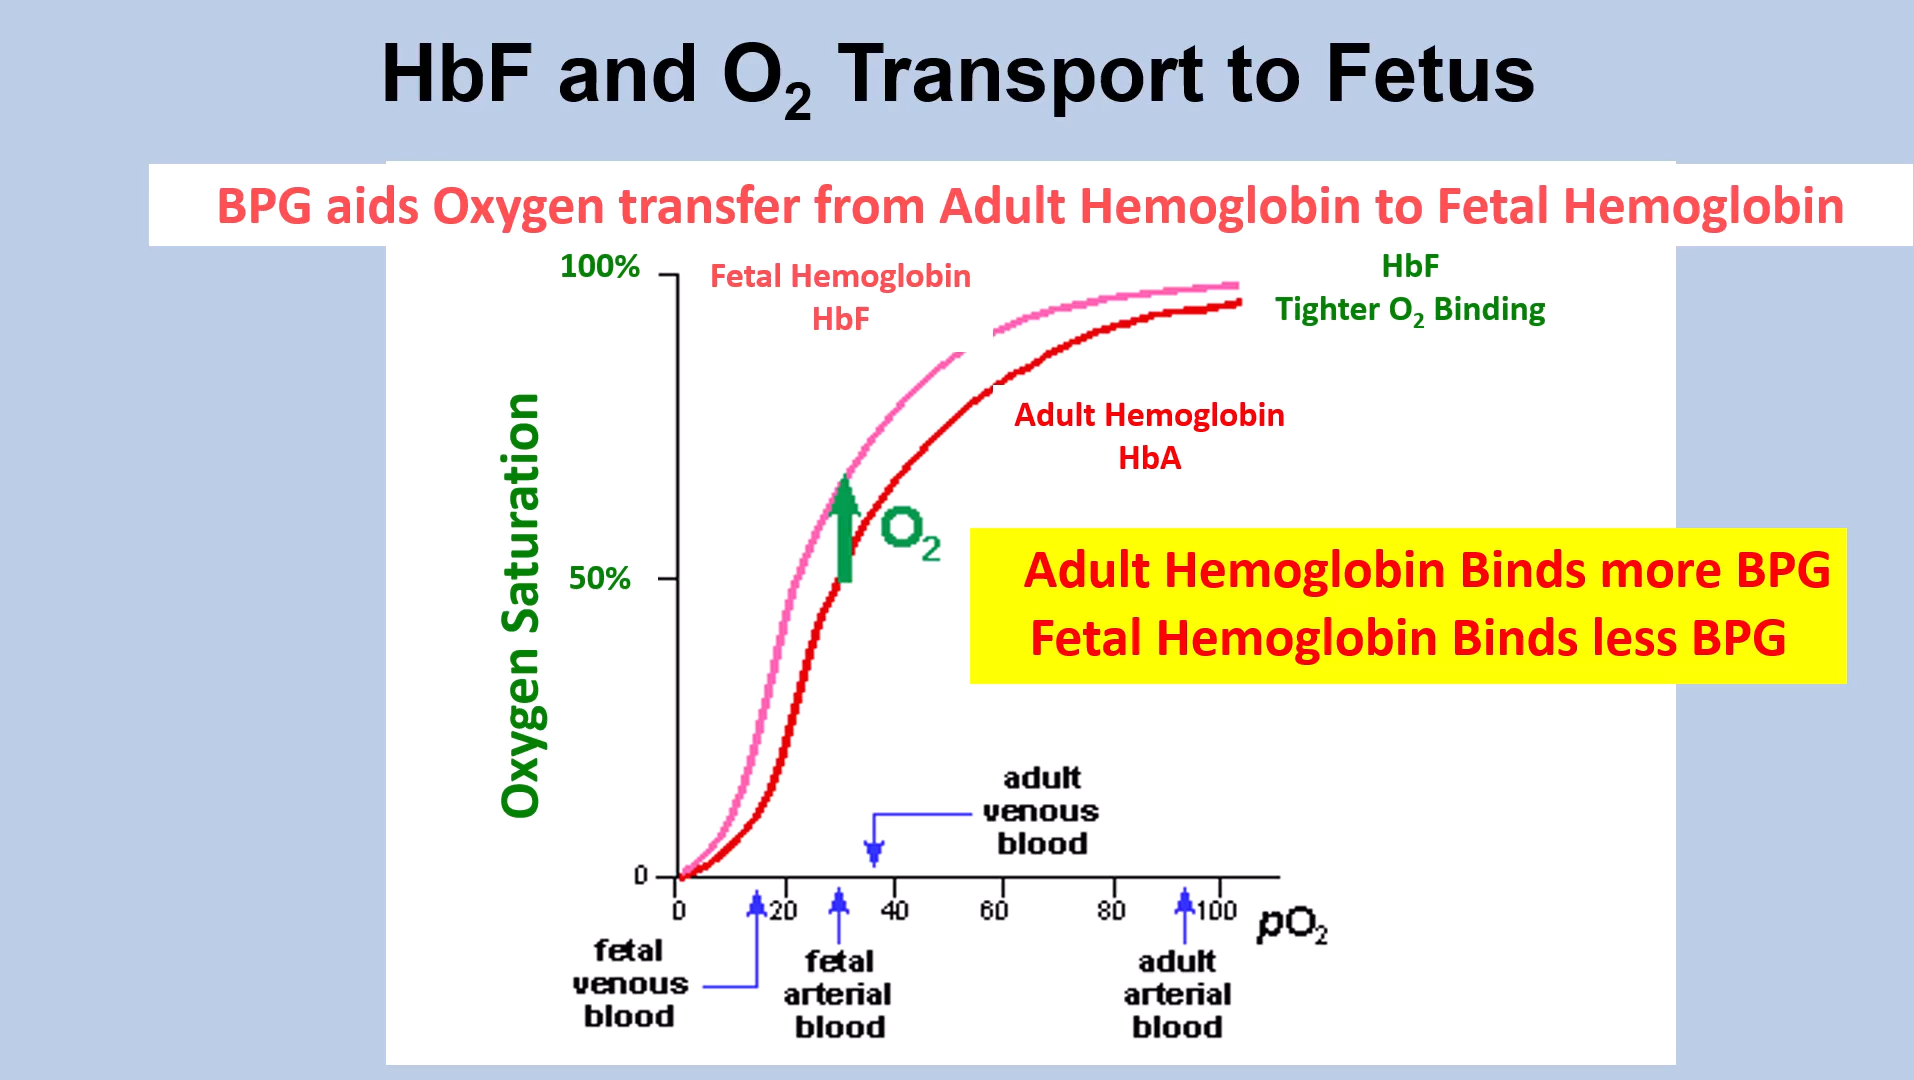 HbF and O₂ Transport to Fetus
BPG aids Oxygen transfer from Adult Hemoglobin to Fetal Hemoglobin
100%
Fetal Hemoglobin
HbF
HbF
Tighter O₂ Binding
Adult Hemoglobin
HbA
Oxygen Saturation
O₂
50%
Adult Hemoglobin Binds more BPG
Fetal Hemoglobin Binds less BPG
adult
venous
blood
0
0 20 40 60 80 100 pO₂
fetal
venous
blood
fetal
arterial
blood
adult
arterial
blood